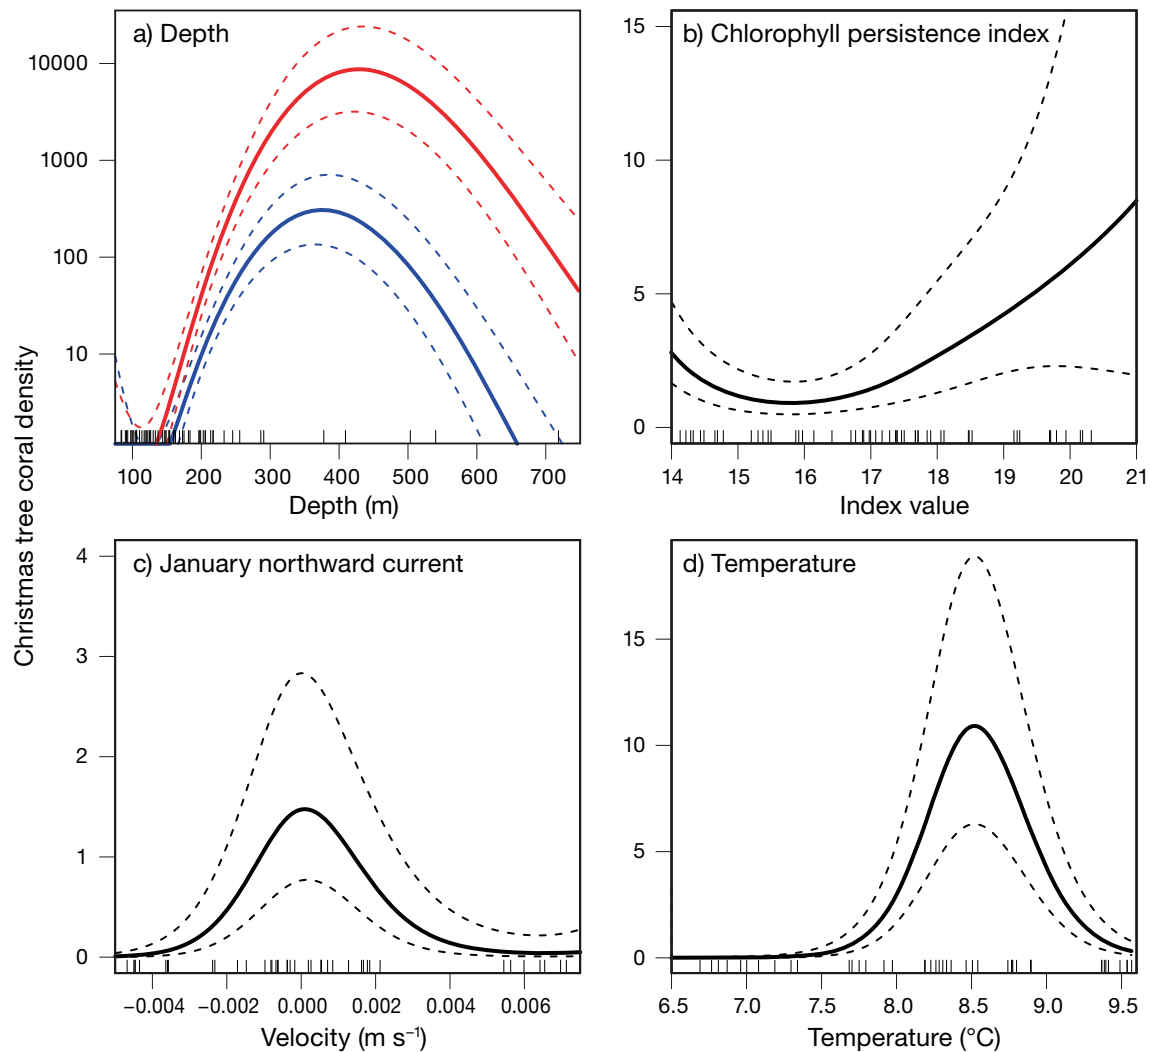 Christmas tree coral density
a) Depth
10000
1000
100
10
100 200 300 400 500 600 700
Depth (m)
b) Chlorophyll persistence index
15
10
5
0
14 15 16 17 18 19 20 21
Index value
c) January northward current
4
3
2
1
0
−0.004 −0.002 0.000 0.002 0.004 0.006
Velocity (m s⁻¹)
d) Temperature
15
10
5
0
6.5 7.0 7.5 8.0 8.5 9.0 9.5
Temperature (°C)